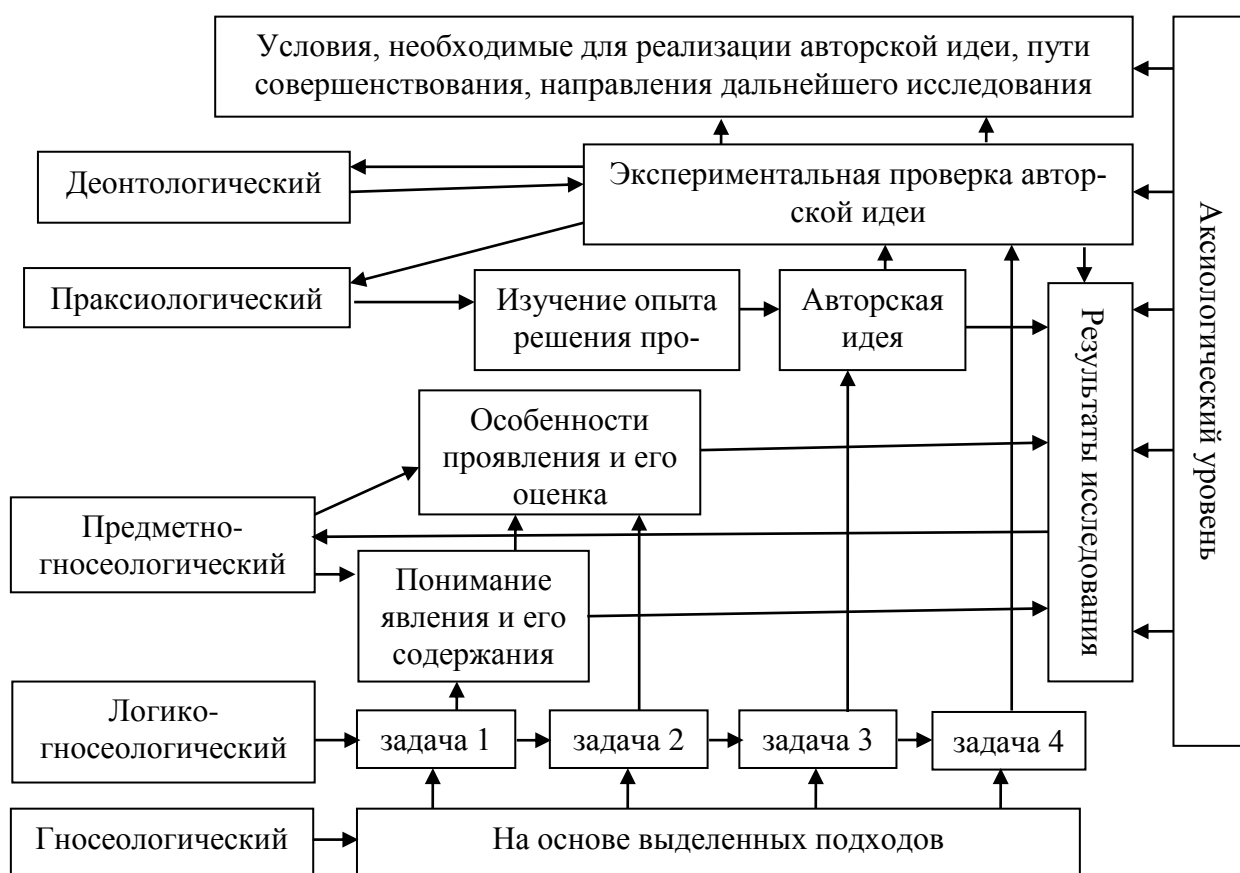 Условия, необходимые для реализации авторской идеи, пути
совершенствования, направления дальнейшего исследования
Деонтологический
Экспериментальная проверка автор-
ской идеи
Праксиологический
Изучение опыта
решения про-
Авторская
идея
Результаты исследования
Аксиологический уровень
Особенности
проявления и его
оценка
Предметно-
гносеологический
Понимание
явления и его
содержания
Логико-
гносеологический
задача 1
задача 2
задача 3
задача 4
Гносеологический
На основе выделенных подходов